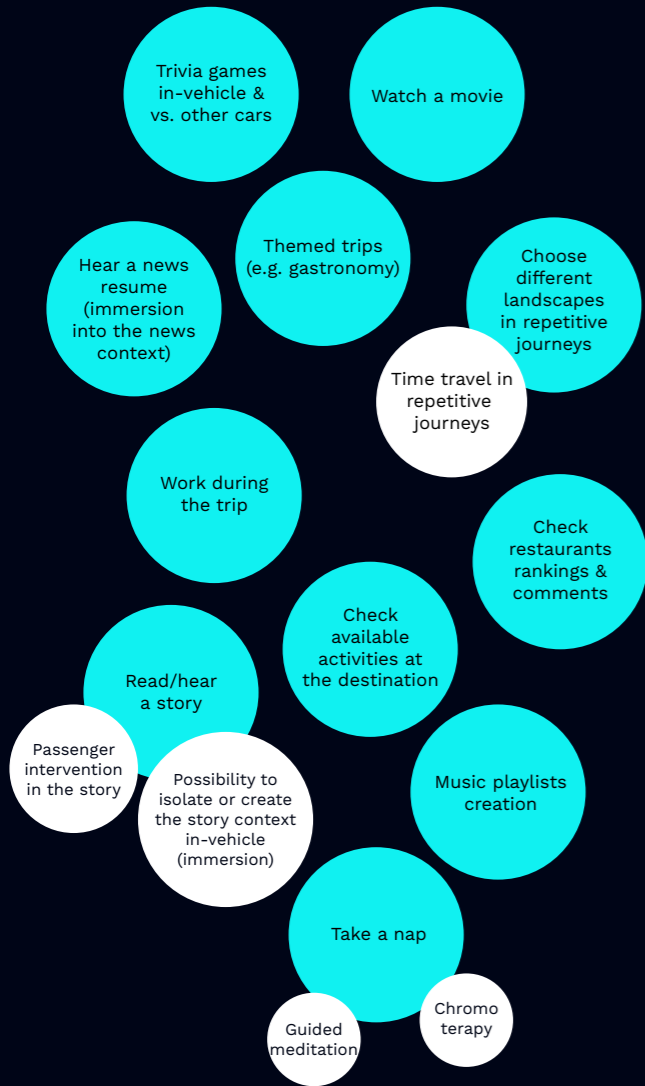 Trivia games
in-vehicle &
vs. other cars
Watch a movie
Themed trips
(e.g. gastronomy)
Hear a news
resume
(immersion
into the news
context)
Choose
different
landscapes
in repetitive
journeys
Time travel in
repetitive
journeys
Work during
the trip
Check
restaurants
rankings &
comments
Check
available
activities at
the destination
Read/hear
a story
Passenger
intervention
in the story
Possibility to
isolate or create
the story context
in-vehicle
(immersion)
Music playlists
creation
Take a nap
Guided
meditation
Chromo
terapy